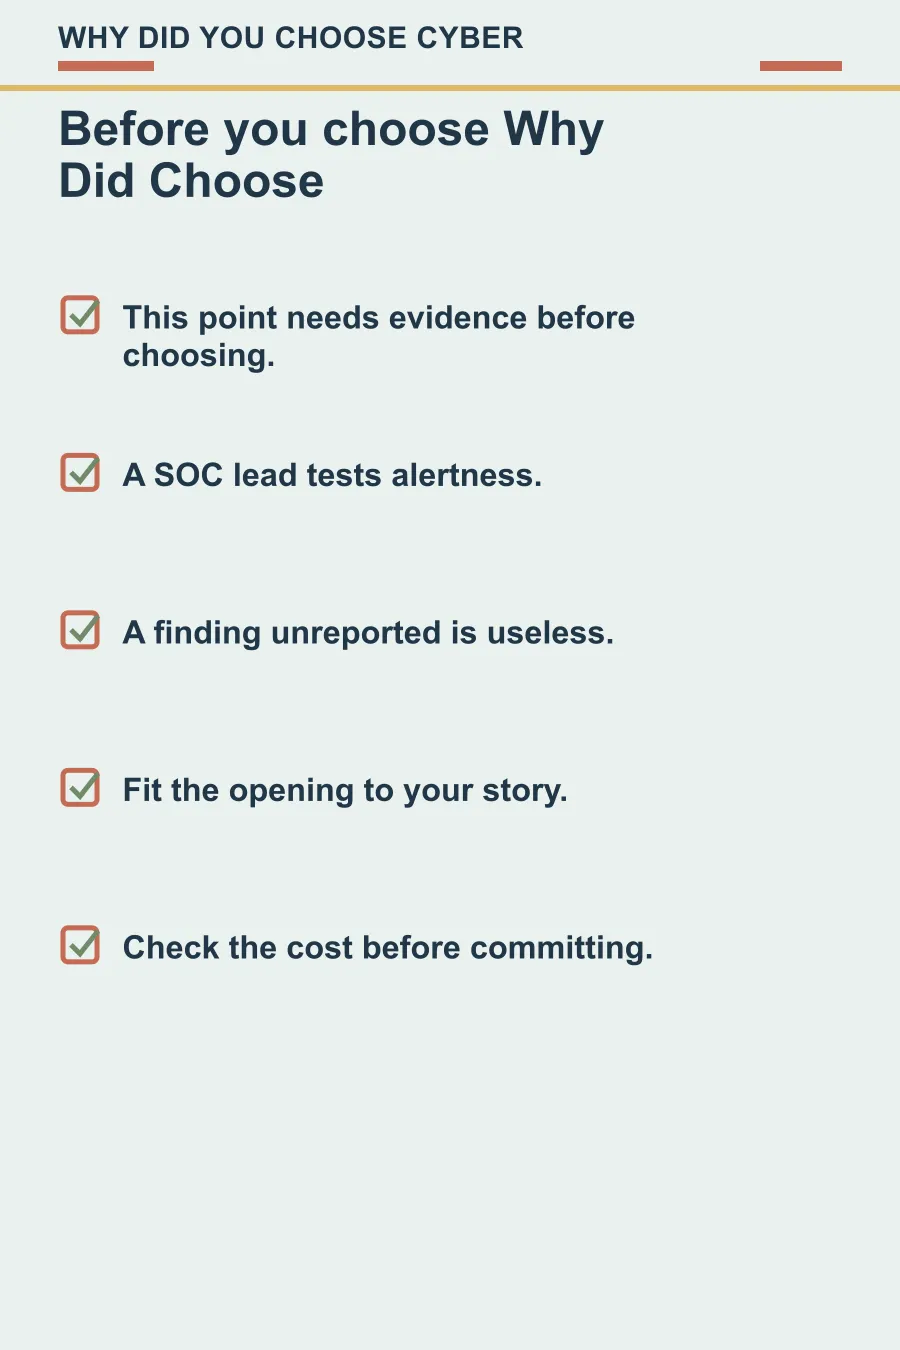 WHY DID YOU CHOOSE CYBER
Before you choose Why
Did Choose
This point needs evidence before
choosing.
A SOC lead tests alertness.
A finding unreported is useless.
Fit the opening to your story.
Check the cost before committing.